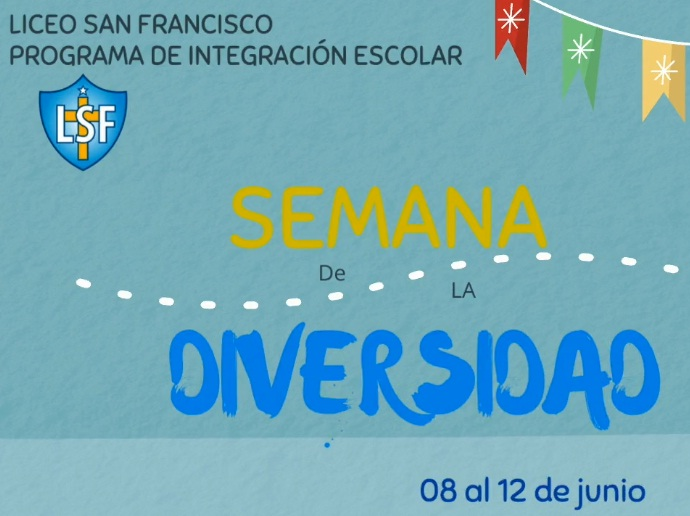 LICEO SAN FRANCISCO
PROGRAMA DE INTEGRACIÓN ESCOLAR
LSF
SEMANA
De
LA
DIVERSIDAD
08 al 12 de junio